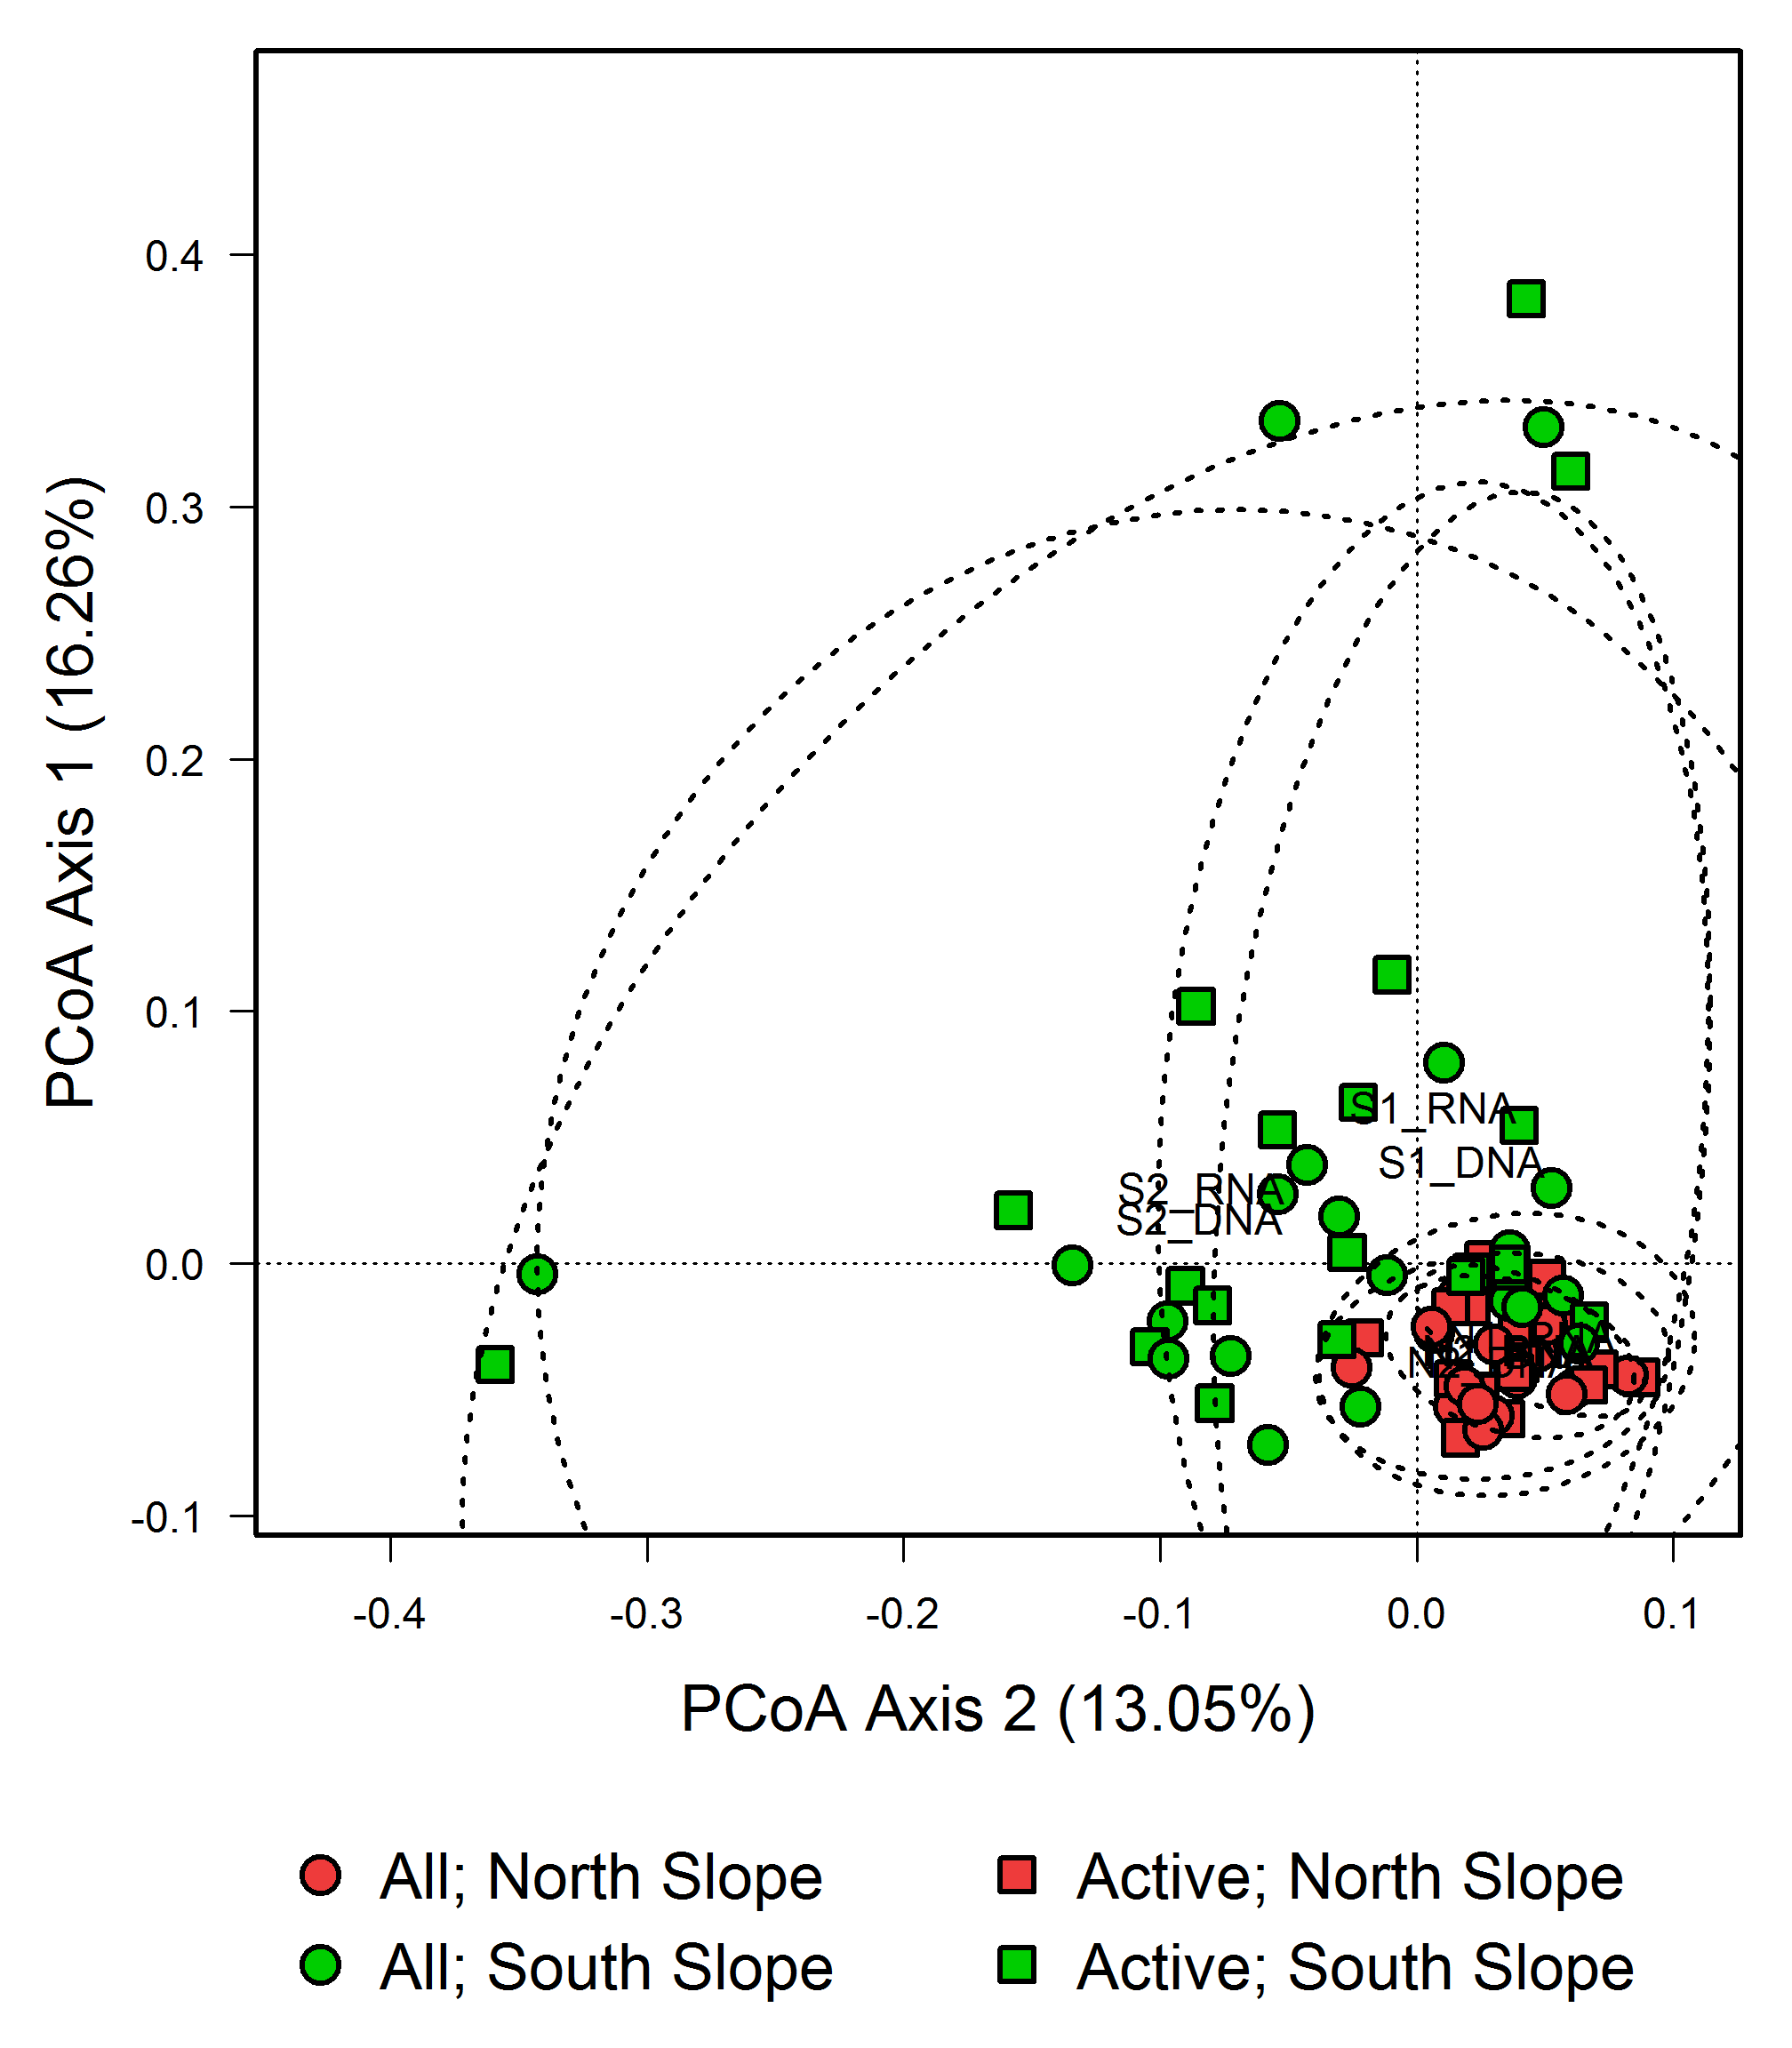 PCoA Axis 1 (16.26%)
0.4
0.3
0.2
0.1
0.0
-0.1
S1_RNA
S1_DNA
S2_RNA
S2_DNA
-0.4 -0.3 -0.2 -0.1 0.0 0.1
PCoA Axis 2 (13.05%)
All; North Slope Active; North Slope
All; South Slope Active; South Slope